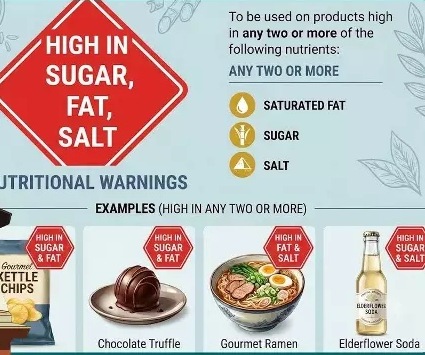 HIGH IN
SUGAR,
FAT,
SALT
To be used on products high
in any two or more of the
following nutrients:
ANY TWO OR MORE
SATURATED FAT
SUGAR
SALT
UTRITIONAL WARNINGS
EXAMPLES (HIGH IN ANY TWO OR MORE)
Gourmet
KETTLE
CHIPS
HIGH IN
SUGAR
& FAT
HIGH IN
SUGAR
& FAT
Chocolate Truffle
HIGH IN
FAT &
SALT
Gourmet Ramen
HIGH IN
SUGAR
& SALT
ELDERFLOWER
SODA
Elderflower Soda